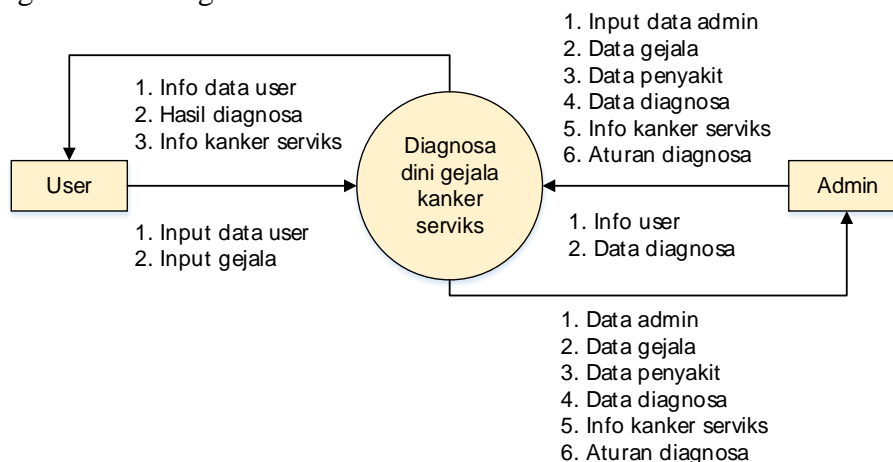 1. Input data admin
2. Data gejala
3. Data penyakit
4. Data diagnosa
5. Info kanker serviks
6. Aturan diagnosa
1. Info data user
2. Hasil diagnosa
3. Info kanker serviks
User
Diagnosa
dini gejala
kanker
serviks
Admin
1. Input data user
2. Input gejala
1. Info user
2. Data diagnosa
1. Data admin
2. Data gejala
3. Data penyakit
4. Data diagnosa
5. Info kanker serviks
6. Aturan diagnosa